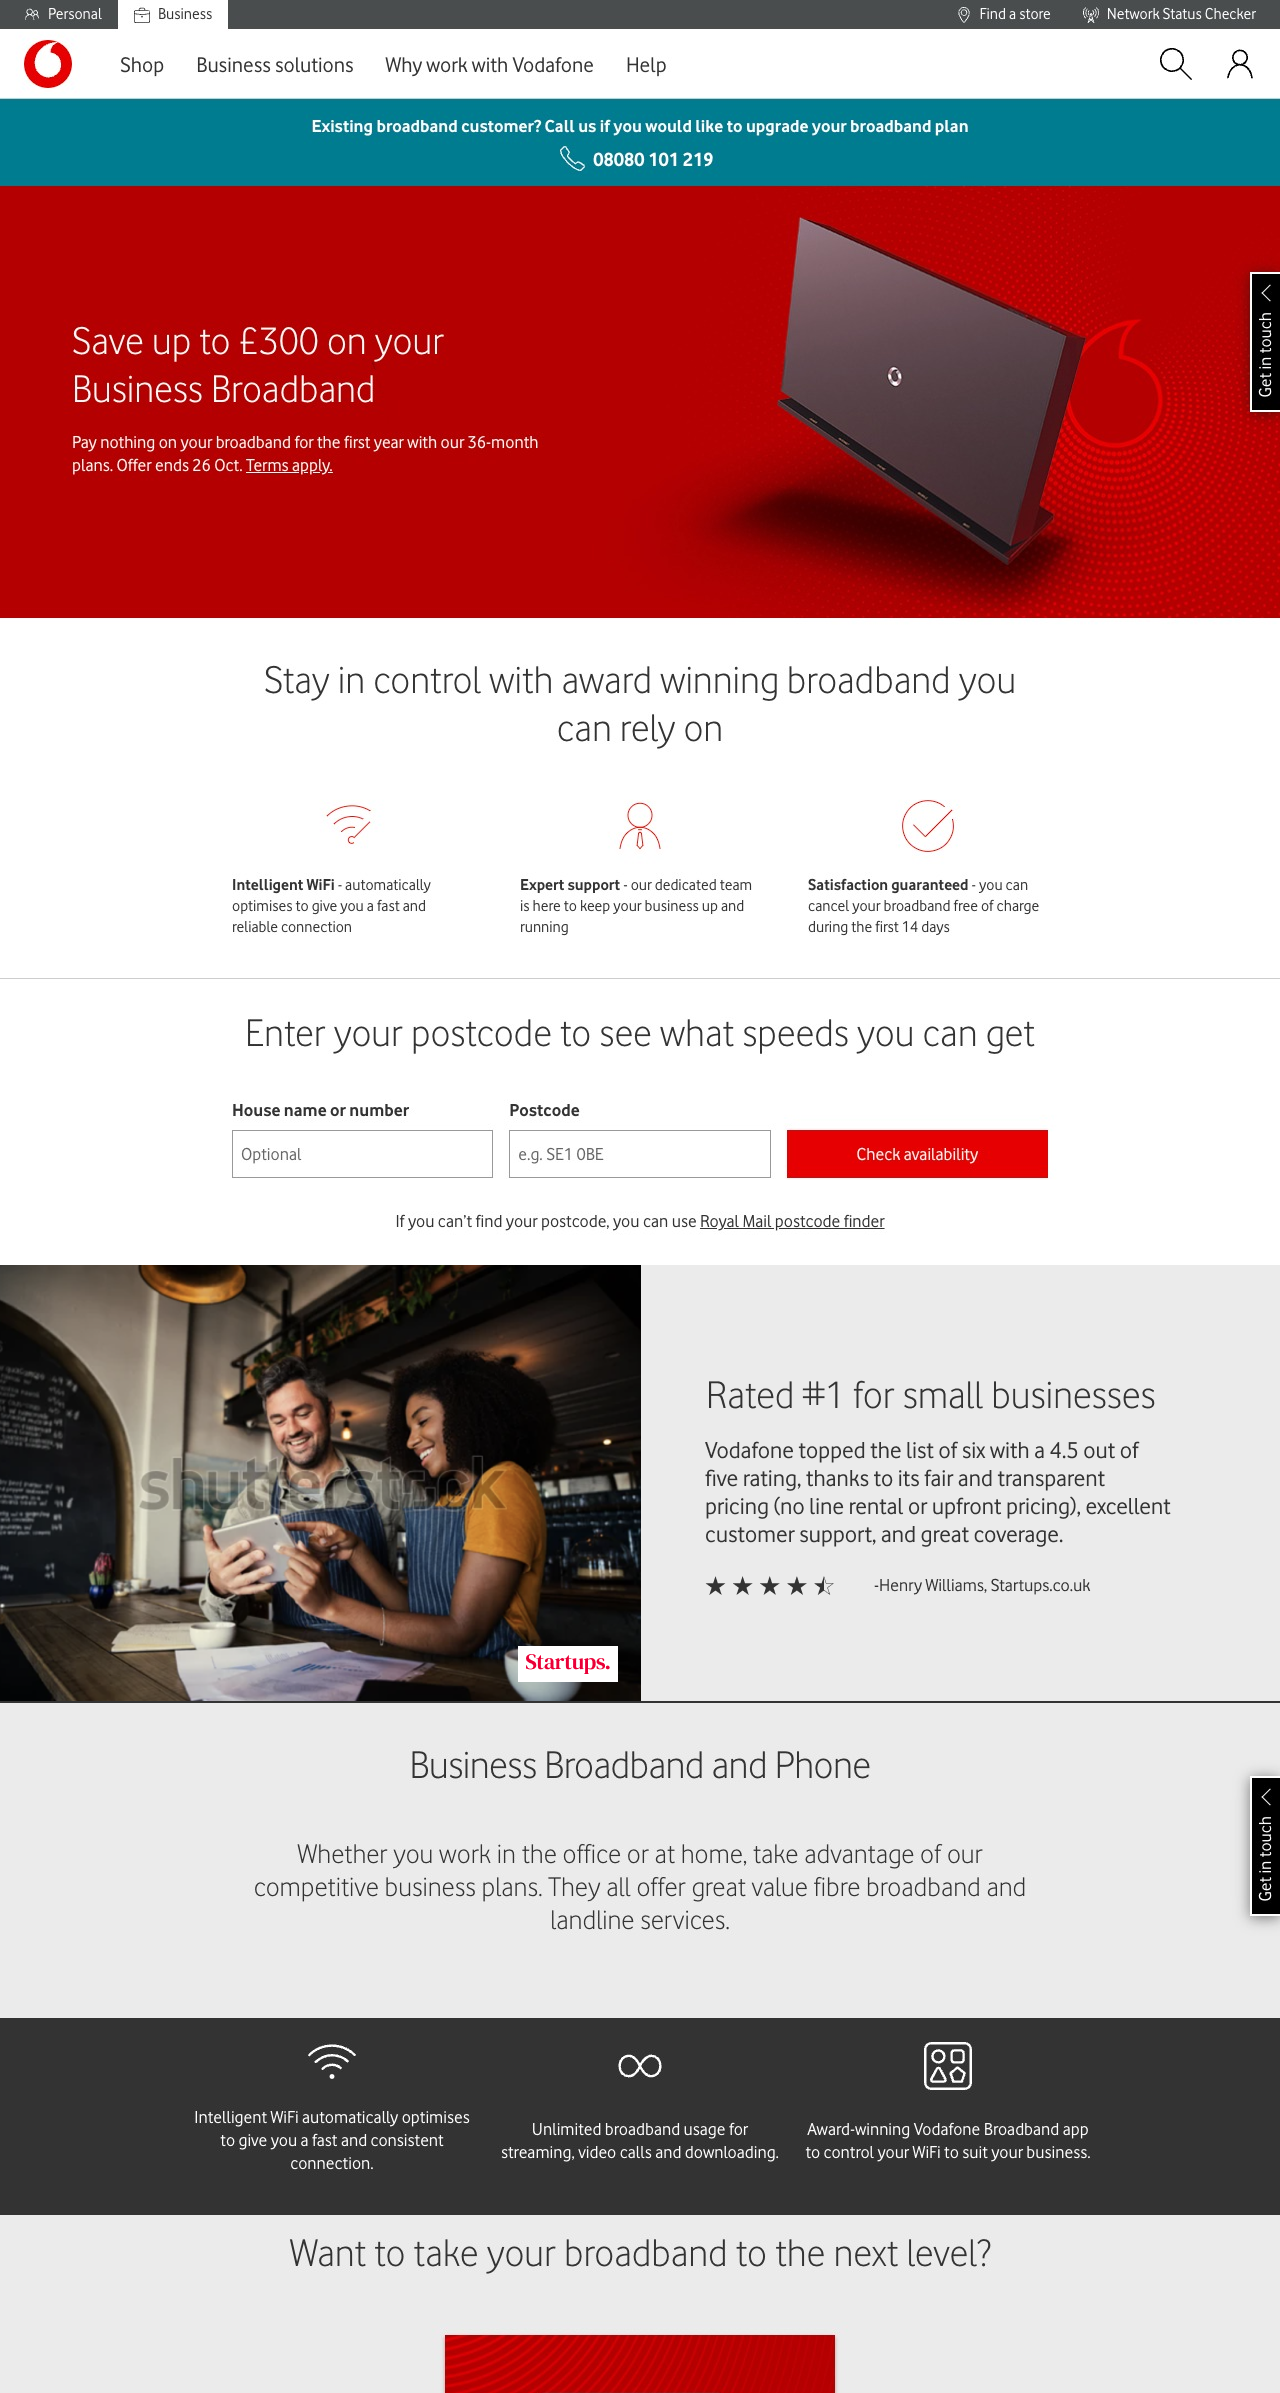 Personal
Business
Find a store
Network Status Checker
Shop
Business solutions
Why work with Vodafone
Help
Existing broadband customer? Call us if you would like to upgrade your broadband plan
08080 101 219
Save up to £300 on your
Business Broadband
Pay nothing on your broadband for the first year with our 36-month
plans. Offer ends 26 Oct. Terms apply.
Get in touch
Stay in control with award winning broadband you
can rely on
Intelligent WiFi - automatically
optimises to give you a fast and
reliable connection
Expert support - our dedicated team
is here to keep your business up and
running
Satisfaction guaranteed - you can
cancel your broadband free of charge
during the first 14 days
Enter your postcode to see what speeds you can get
House name or number
Postcode
Optional
e.g. SE1 0BE
Check availability
If you can't find your postcode, you can use Royal Mail postcode finder
shutterstock
Startups.
Rated #1 for small businesses
Vodafone topped the list of six with a 4.5 out of
five rating, thanks to its fair and transparent
pricing (no line rental or upfront pricing), excellent
customer support, and great coverage.
-Henry Williams, Startups.co.uk
Business Broadband and Phone
Whether you work in the office or at home, take advantage of our
competitive business plans. They all offer great value fibre broadband and
landline services.
Get in touch
Intelligent WiFi automatically optimises
to give you a fast and consistent
connection.
Unlimited broadband usage for
streaming, video calls and downloading.
Award-winning Vodafone Broadband app
to control your WiFi to suit your business.
Want to take your broadband to the next level?